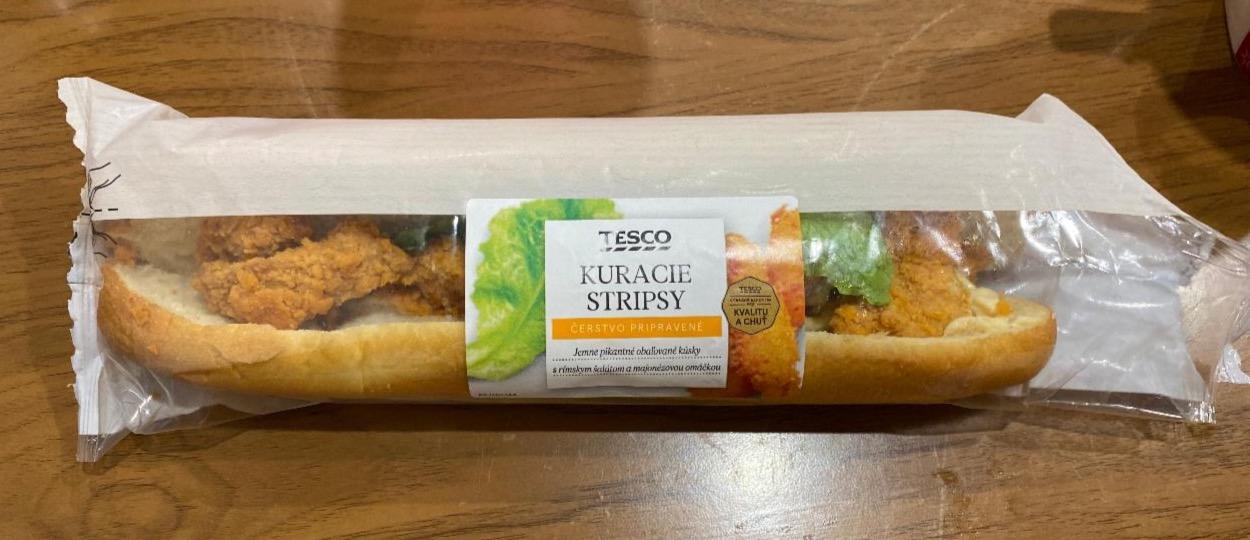 TESCO
KURACIE
STRIPSY
ČERSTVO PRIPRAVENÉ
Jemne pikantné obaľované kúsky
s rímskym šalátom a majonézovou omáčkou
TESCO
KVALITU
A CHUŤ